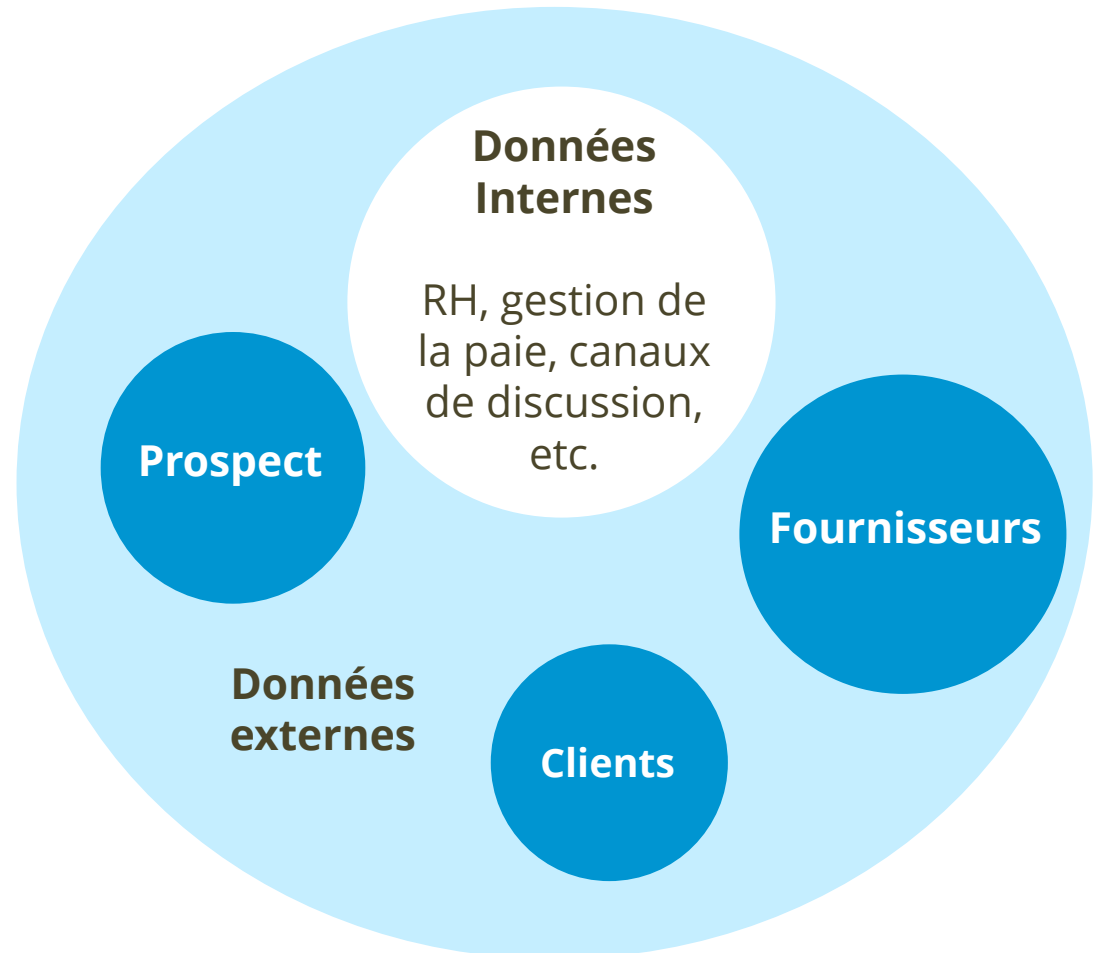 Données
Internes
RH, gestion de
la paie, canaux
de discussion,
etc.
Prospect
Fournisseurs
Données
externes
Clients